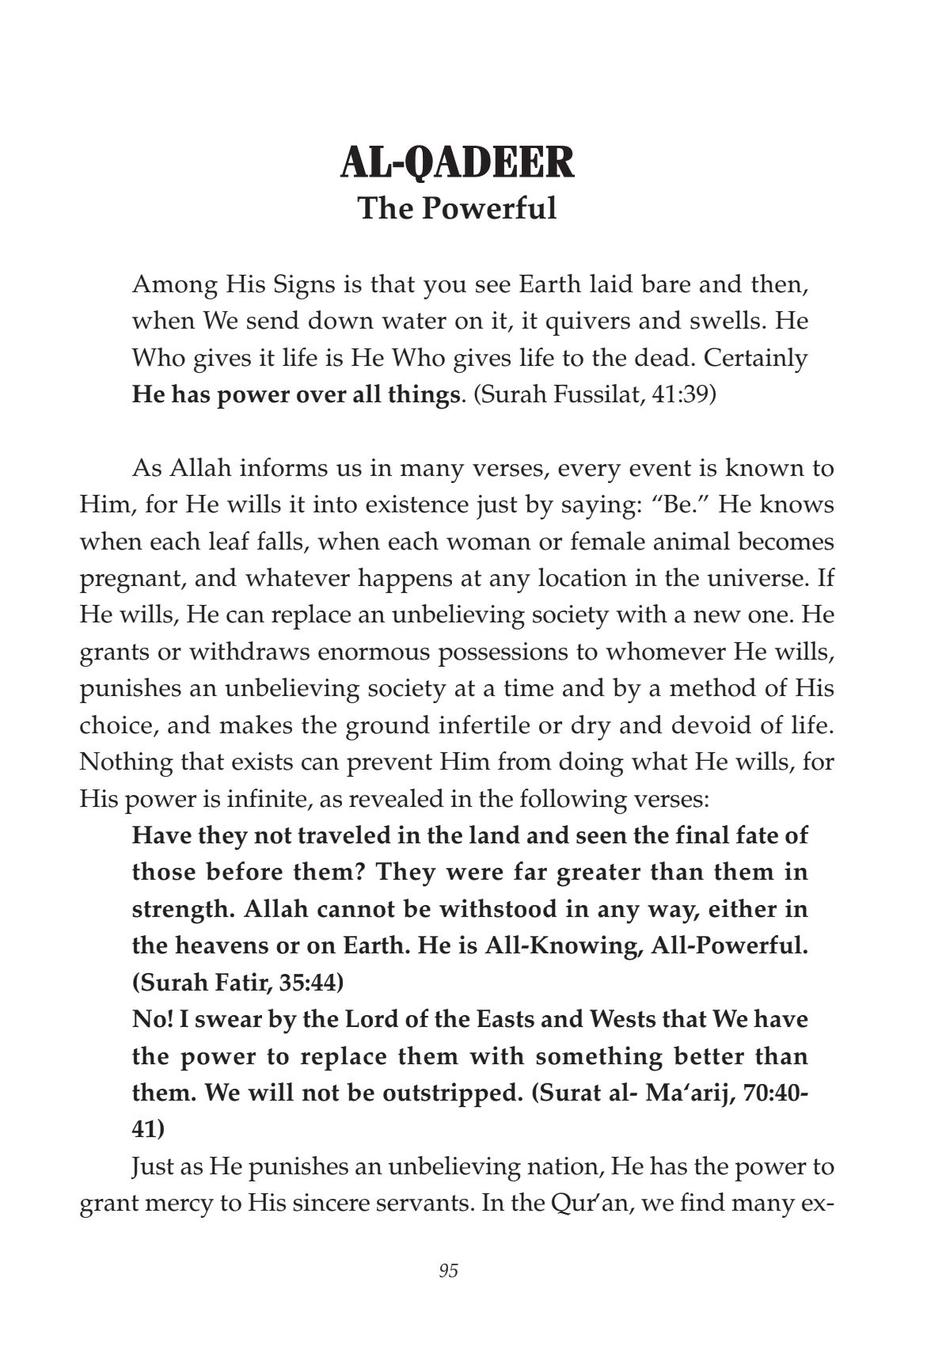 AL-QADEER
The Powerful
Among His Signs is that you see Earth laid bare and then,
when We send down water on it, it quivers and swells. He
Who gives it life is He Who gives life to the dead. Certainly
He has power over all things. (Surah Fussilat, 41:39)
As Allah informs us in many verses, every event is known to
Him, for He wills it into existence just by saying: “Be.” He knows
when each leaf falls, when each woman or female animal becomes
pregnant, and whatever happens at any location in the universe. If
He wills, He can replace an unbelieving society with a new one. He
grants or withdraws enormous possessions to whomever He wills,
punishes an unbelieving society at a time and by a method of His
choice, and makes the ground infertile or dry and devoid of life.
Nothing that exists can prevent Him from doing what He wills, for
His power is infinite, as revealed in the following verses:
Have they not traveled in the land and seen the final fate of
those before them? They were far greater than them in
strength. Allah cannot be withstood in any way, either in
the heavens or on Earth. He is All-Knowing, All-Powerful.
(Surah Fatir, 35:44)
No! I swear by the Lord of the Easts and Wests that We have
the power to replace them with something better than
them. We will not be outstripped. (Surat al- Ma‘arij, 70:40-
41)
Just as He punishes an unbelieving nation, He has the power to
grant mercy to His sincere servants. In the Qur’an, we find many ex-
95